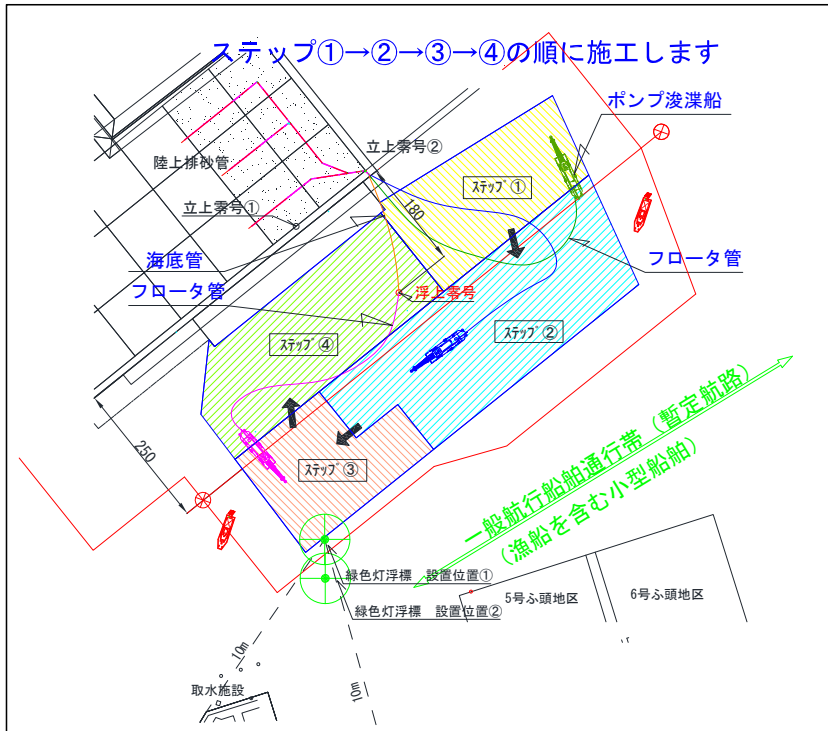 ステップ①→②→③→④の順に施工します
ポンプ浚渫船
立上零号②
陸上排砂管
ステップ①
立上零号①
180
海底管
フロータ管
フロータ管
浮上零号
ステップ②
ステップ④
250
ステップ③
一般航行船舶通行帯（暫定航路）
（漁船を含む小型船舶）
緑色灯浮標　設置位置①
緑色灯浮標　設置位置②
5号ふ頭地区
6号ふ頭地区
10m
10m
取水施設